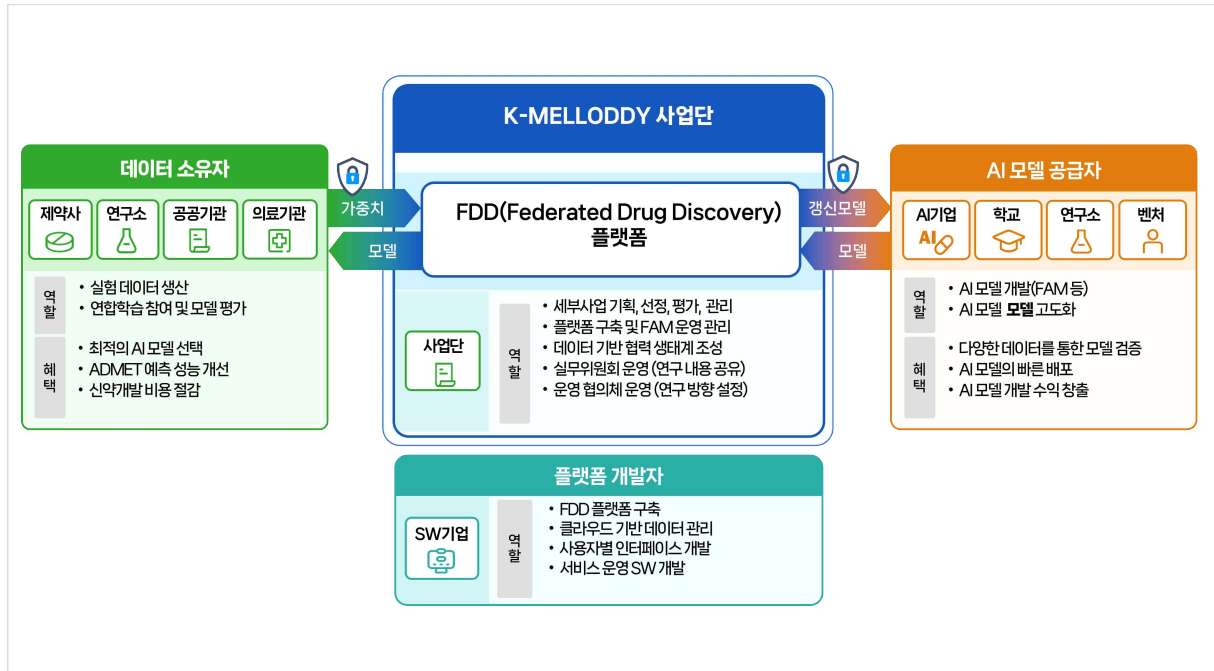 K-MELLODDY 사업단
FDD(Federated Drug Discovery)
플랫폼
사업단
역할
• 세부사업 기획, 선정, 평가, 관리
• 플랫폼 구축 및 FAM 운영 관리
• 데이터 기반 협력 생태계 조성
• 실무위원회 운영 (연구 내용 공유)
• 운영 협의체 운영 (연구 방향 설정)
데이터 소유자
제약사 연구소 공공기관 의료기관
역할
• 실험 데이터 생산
• 연합학습 참여 및 모델 평가
혜택
• 최적의 AI 모델 선택
• ADMET 예측 성능 개선
• 신약개발 비용 절감
가중치
모델
갱신모델
모델
AI 모델 공급자
AI기업 학교 연구소 벤처
AI
역할
• AI 모델 개발(FAM 등)
• AI 모델 모델 고도화
혜택
• 다양한 데이터를 통한 모델 검증
• AI 모델의 빠른 배포
• AI 모델 개발 수익 창출
플랫폼 개발자
SW기업
역할
• FDD 플랫폼 구축
• 클라우드 기반 데이터 관리
• 사용자별 인터페이스 개발
• 서비스 운영 SW 개발